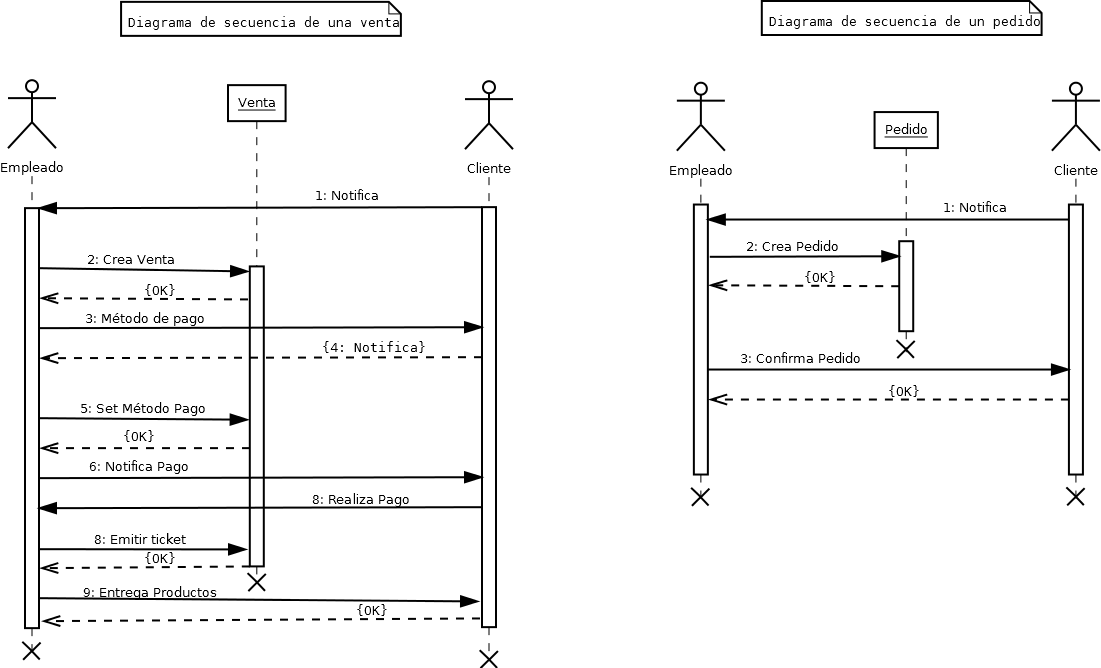 Diagrama de secuencia de una venta
Empleado
Venta
Cliente
1: Notifica
2: Crea Venta
{OK}
3: Método de pago
{4: Notifica}
5: Set Método Pago
{OK}
6: Notifica Pago
8: Realiza Pago
8: Emitir ticket
{OK}
9: Entrega Productos
{OK}
Diagrama de secuencia de un pedido
Empleado
Pedido
Cliente
1: Notifica
2: Crea Pedido
{OK}
3: Confirma Pedido
{OK}